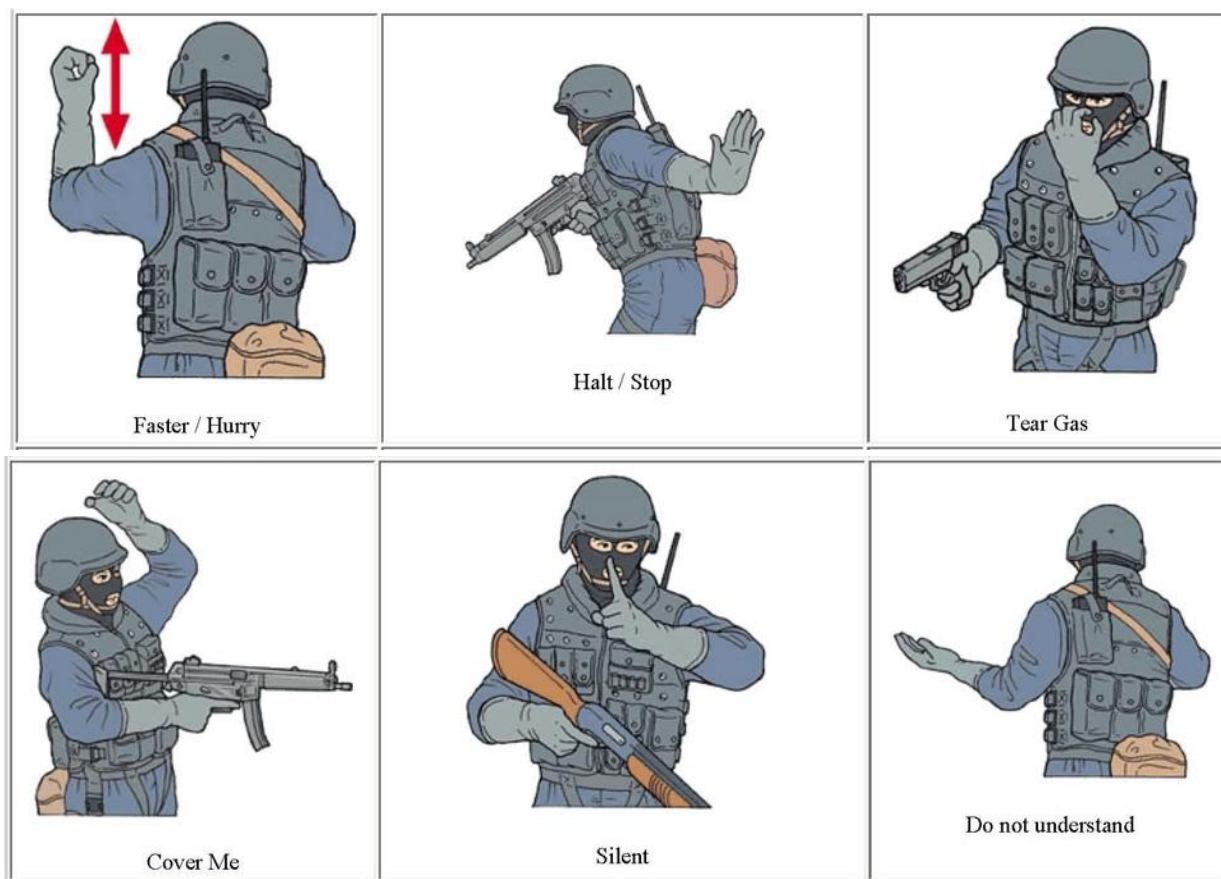 Faster / Hurry
Halt / Stop
Tear Gas
Cover Me
Silent
Do not understand